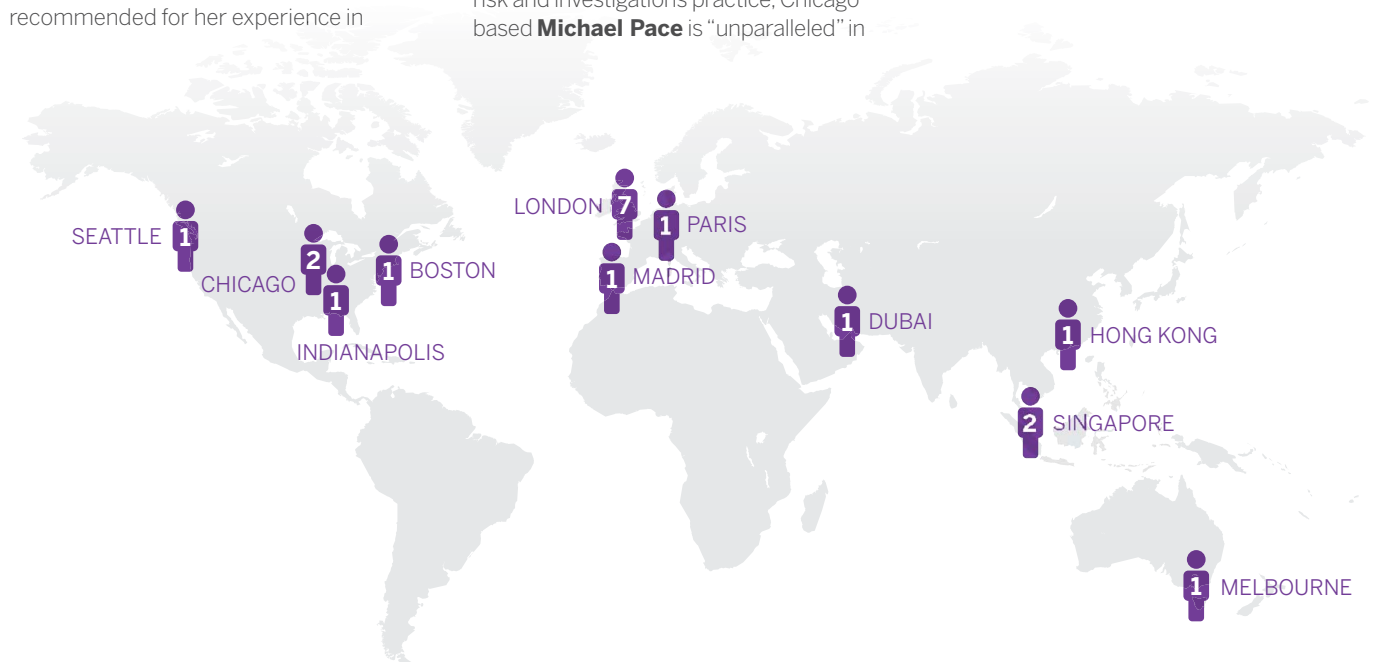 recommended for her experience in
risk and investigations practice, Chicago
based Michael Pace is “unparalleled” in
LONDON 7
1 PARIS
SEATTLE 1
2
CHICAGO
1 BOSTON
1 MADRID
1
INDIANAPOLIS
1 DUBAI
1 HONG KONG
2 SINGAPORE
1 MELBOURNE